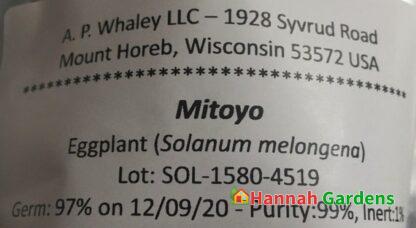 A. P. Whaley LLC – 1928 Syvrud Road
Mount Horeb, Wisconsin 53572 USA
****************************************
Mitoyo
Eggplant (Solanum melongena)
Lot: SOL-1580-4519
Hannah Gardens
Germ: 97% on 12/09/20 - Purity:99%, Inert:1%